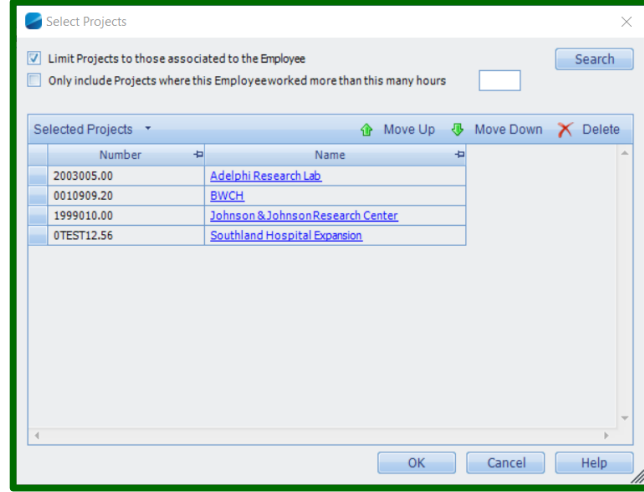 Select Projects
Limit Projects to those associated to the Employee
Search
Only include Projects where this Employee worked more than this many hours
Selected Projects Move Up Move Down Delete
Number Name
2003005.00 Adelphi Research Lab
0010909.20 BWCH
1999010.00 Johnson & Johnson Research Center
0TEST12.56 Southland Hospital Expansion
OK Cancel Help